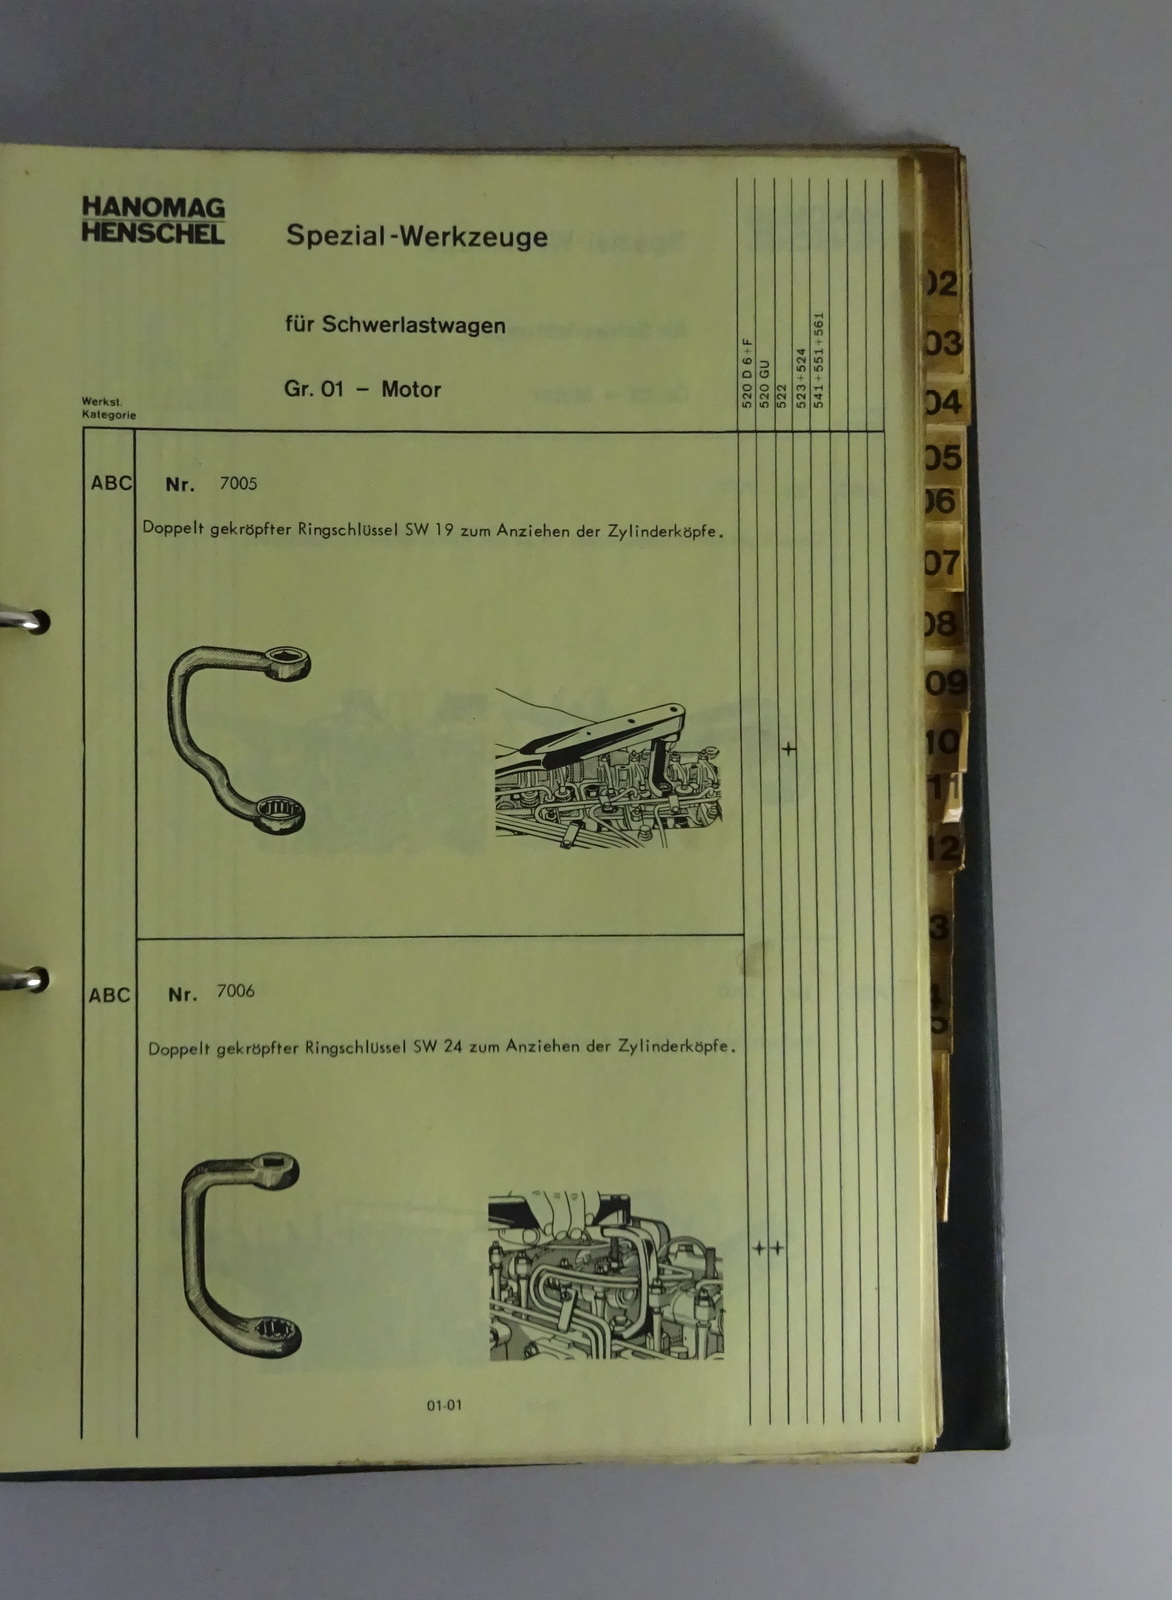 HANOMAG
HENSCHEL
Spezial-Werkzeuge
für Schwerlastwagen
Gr. 01 – Motor
Werkst.
Kategorie
520 D 6+F
520 GU
522
523+524
541+551+561
ABC
Nr. 7005
Doppelt gekröpfter Ringschlüssel SW 19 zum Anziehen der Zylinderköpfe.
+
ABC
Nr. 7006
Doppelt gekröpfter Ringschlüssel SW 24 zum Anziehen der Zylinderköpfe.
++
01-01
02
03
04
05
06
07
08
09
10
11
12
3
4
5